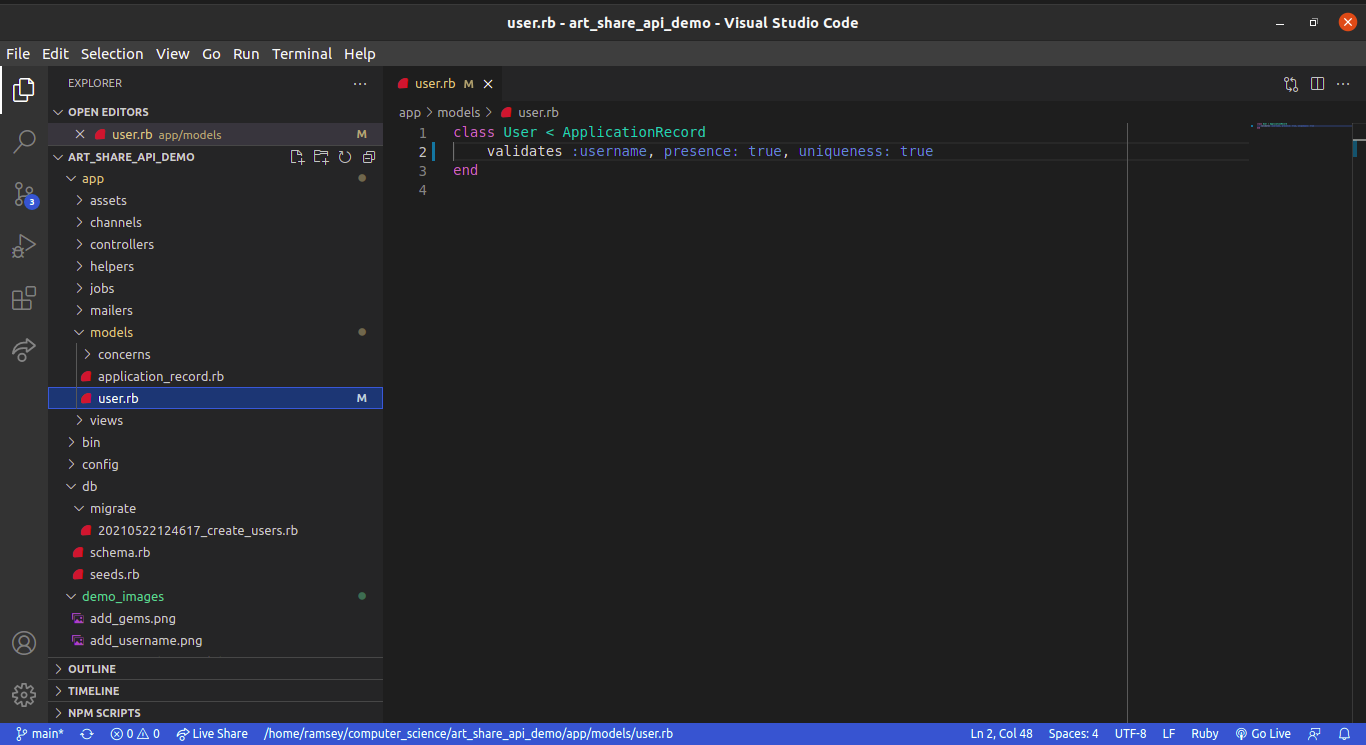 user.rb - art_share_api_demo - Visual Studio Code
File Edit Selection View Go Run Terminal Help
EXPLORER
OPEN EDITORS
user.rb app/models M
ART_SHARE_API_DEMO
app
assets
channels
controllers
helpers
jobs
mailers
models
concerns
application_record.rb
user.rb M
views
bin
config
db
migrate
20210522124617_create_users.rb
schema.rb
seeds.rb
demo_images
add_gems.png
add_username.png
OUTLINE
TIMELINE
NPM SCRIPTS
3
user.rb M
app > models > user.rb
1 class User < ApplicationRecord
2 validates :username, presence: true, uniqueness: true
3 end
4
main* 0 0 Live Share /home/ramsey/computer_science/art_share_api_demo/app/models/user.rb Ln 2, Col 48 Spaces: 4 UTF-8 LF Ruby Go Live